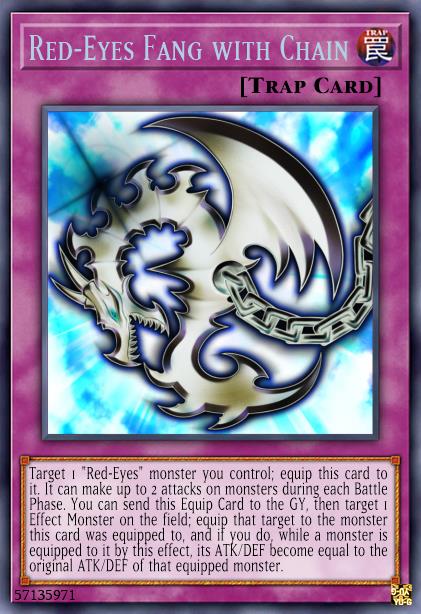 Red-Eyes Fang with Chain
TRAP
罠
[Trap Card]
Target 1 "Red-Eyes" monster you control; equip this card to
it. It can make up to 2 attacks on monsters during each Battle
Phase. You can send this Equip Card to the GY, then target 1
Effect Monster on the field; equip that target to the monster
this card was equipped to, and if you do, while a monster is
equipped to it by this effect, its ATK/DEF become equal to the
original ATK/DEF of that equipped monster.
57135971